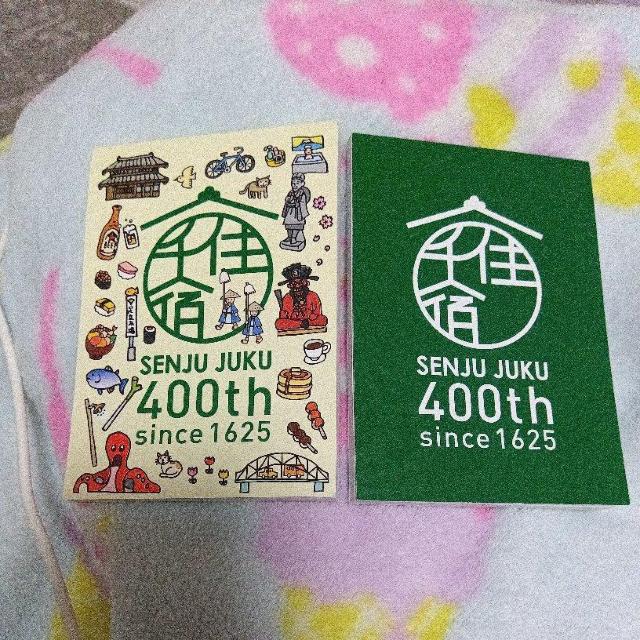 千住宿
SENJU JUKU
400th
since 1625
千住宿
SENJU JUKU
400th
since 1625